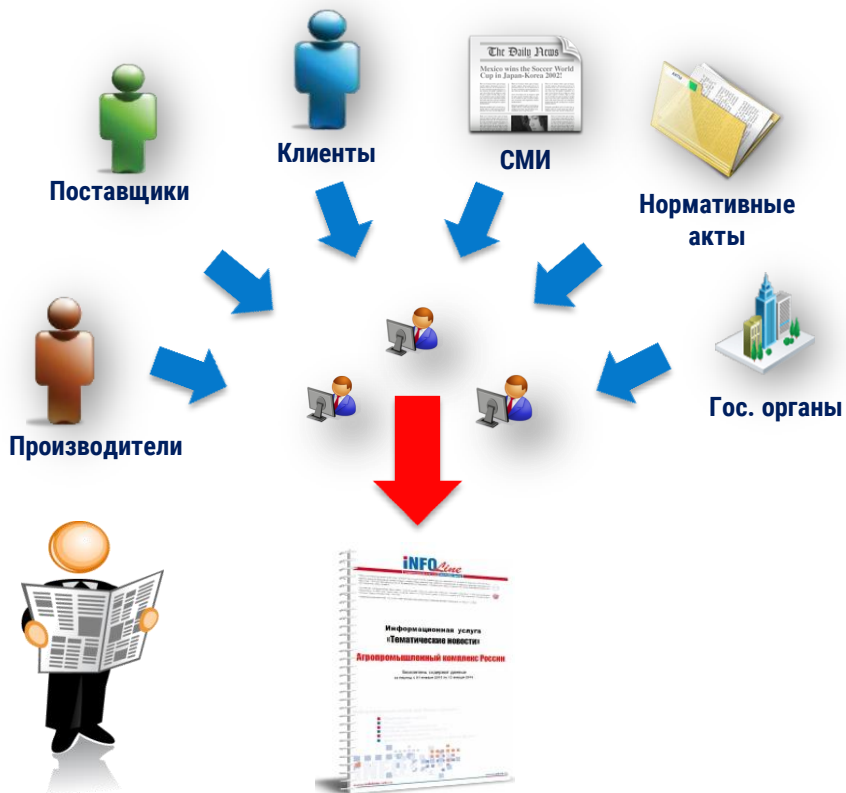 The Daily News
Mexico wins the Soccer World
Cup in Japan-Korea 2002!
Клиенты
СМИ
Поставщики
Нормативные
акты
Гос. органы
Производители
iNFOLine
Информационная услуга
«Тематические новости»
Агропромышленный комплекс России